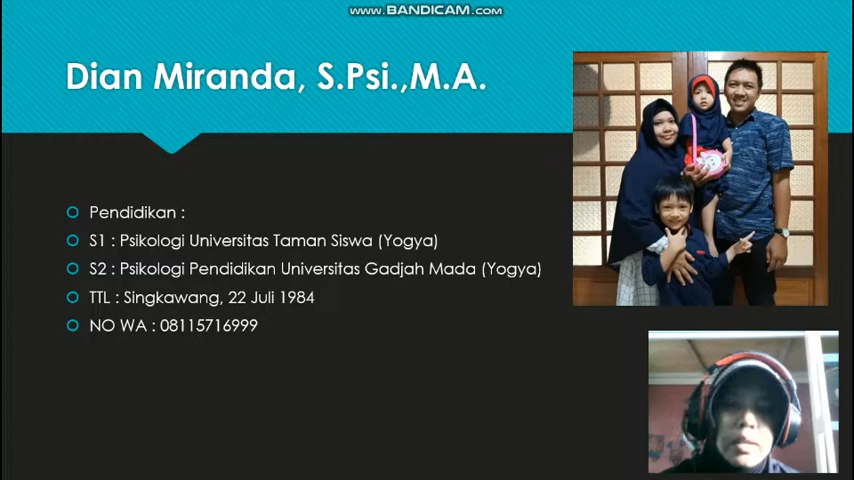 WWW.BANDICAM.COM
Dian Miranda, S.Psi.,M.A.
Pendidikan :
S1 : Psikologi Universitas Taman Siswa (Yogya)
S2 : Psikologi Pendidikan Universitas Gadjah Mada (Yogya)
TTL : Singkawang, 22 Juli 1984
NO WA : 08115716999